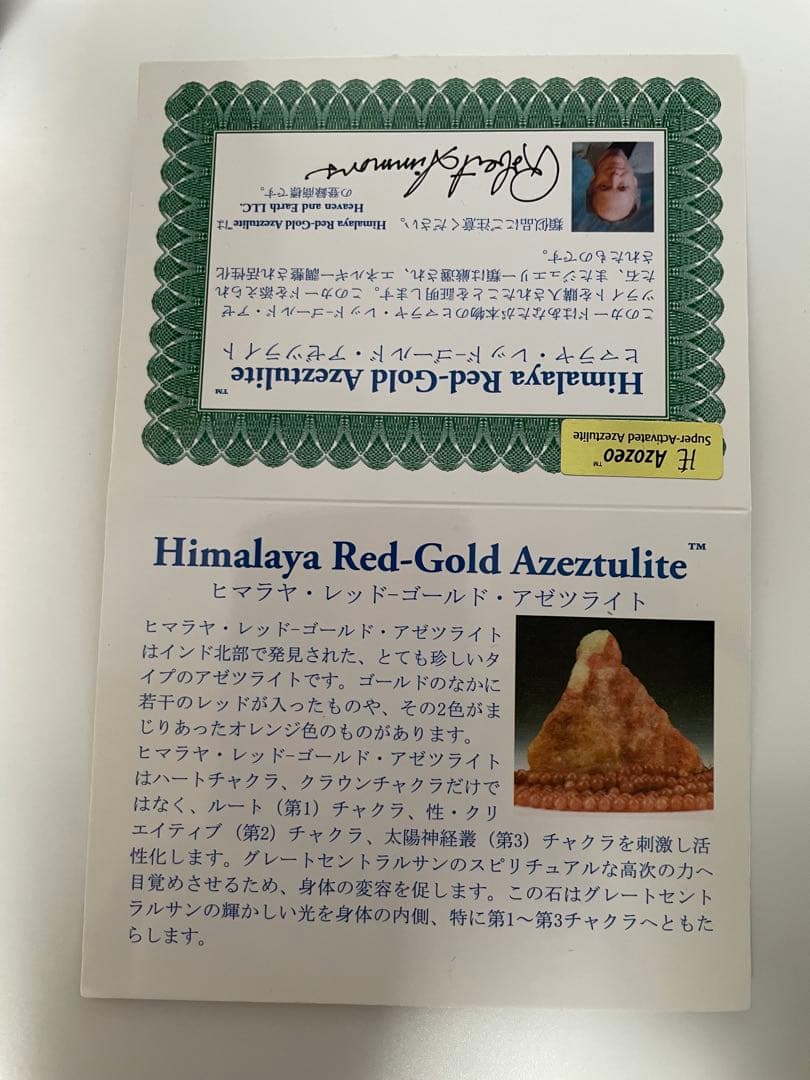 Himalaya Red-Gold Azeztulite™
ヒマラヤ・レッド-ゴールド・アゼツライト
このカードはあなたが本物のヒマラヤ・レッド-ゴールド・アゼ
ツライトを購入されたことを証明します。このカードを添えられ
た石、またジュエリー類は厳選され、エネルギー調整され活性化
されたものです。
類似品にご注意ください。
Himalaya Red-Gold Azeztulite™は
Heaven and Earth LLC.
の登録商標です。
Robert Simmons
Azozeo™
Super-Activated Azeztulite
Himalaya Red-Gold Azeztulite™
ヒマラヤ・レッド-ゴールド・アゼツライト
ヒマラヤ・レッド-ゴールド・アゼツライト
はインド北部で発見された、とても珍しいタ
イプのアゼツライトです。ゴールドのなかに
若干のレッドが入ったものや、その2色がま
じりあったオレンジ色のものがあります。
ヒマラヤ・レッド-ゴールド・アゼツライト
はハートチャクラ、クラウンチャクラだけで
はなく、ルート（第1）チャクラ、性・クリ
エイティブ（第2）チャクラ、太陽神経叢（第3）チャクラを刺激し活
性化します。グレートセントラルサンのスピリチュアルな高次の力へ
目覚めさせるため、身体の変容を促します。この石はグレートセント
ラルサンの輝かしい光を身体の内側、特に第1～第3チャクラへともた
らします。